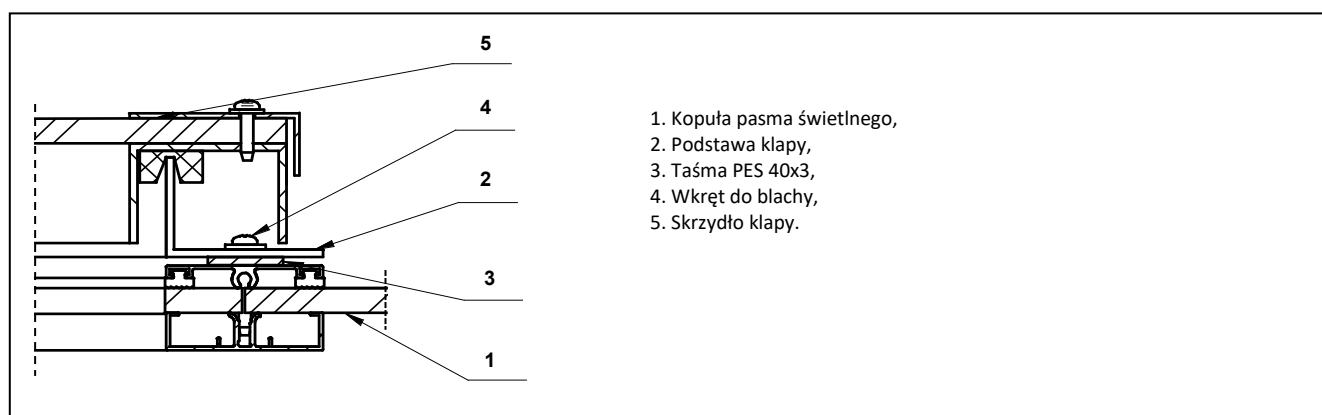 5
4
2
3
1
1. Kopuła pasma świetlnego,
2. Podstawa klapy,
3. Taśma PES 40x3,
4. Wkręt do blachy,
5. Skrzydło klapy.